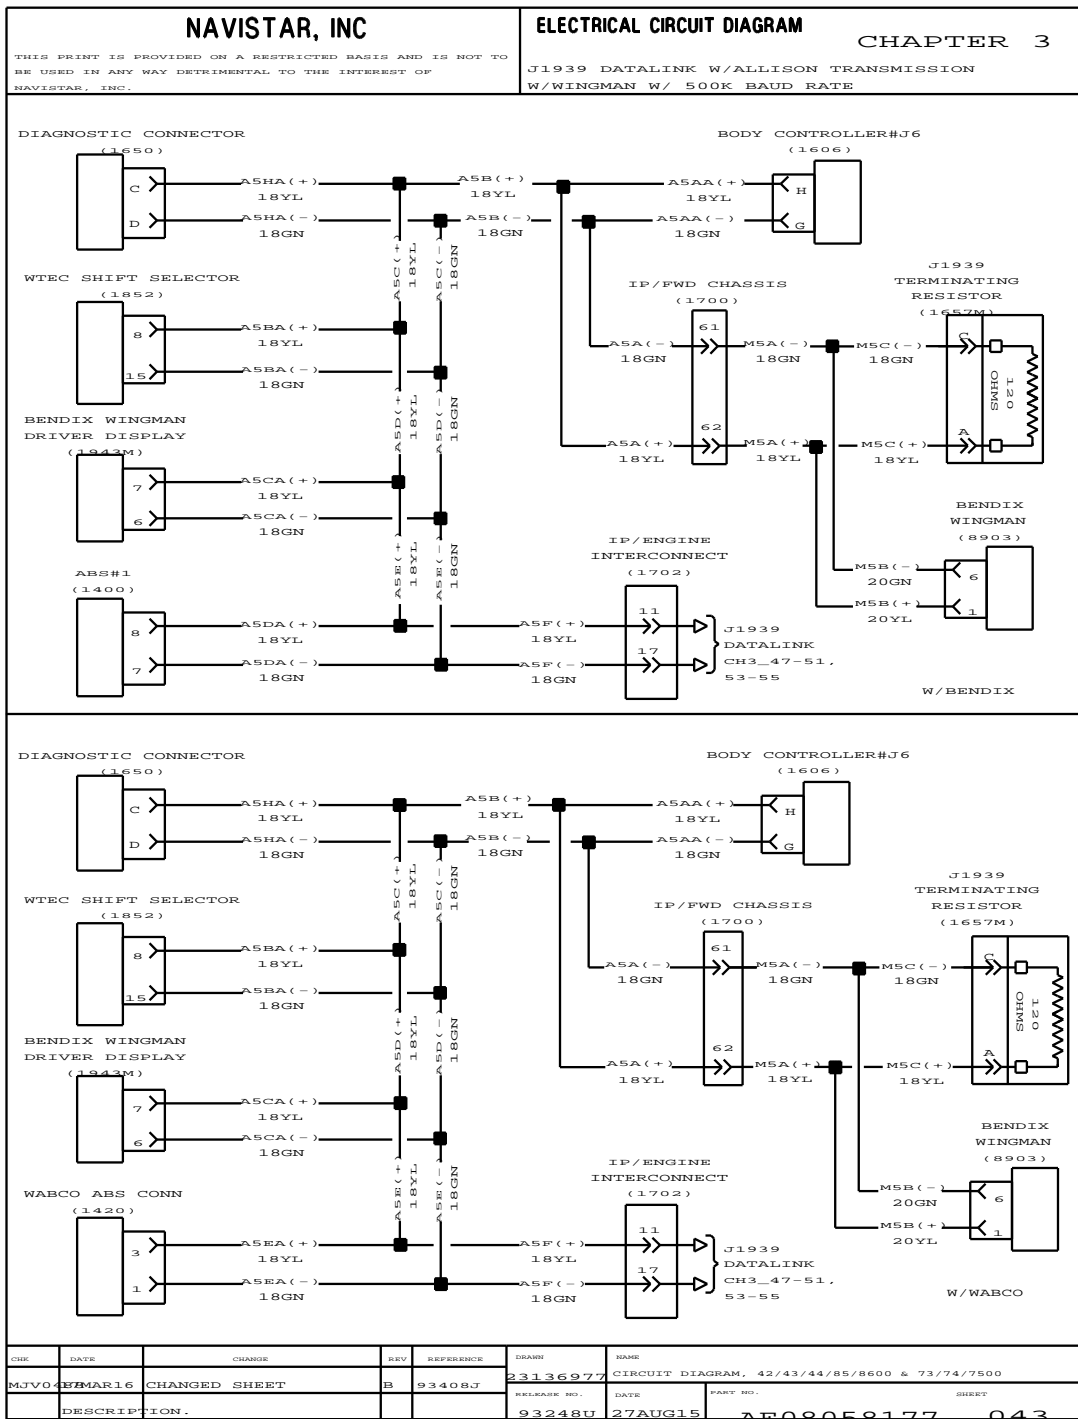 NAVISTAR, INC
THIS PRINT IS PROVIDED ON A RESTRICTED BASIS AND IS NOT TO
BE USED IN ANY WAY DETRIMENTAL TO THE INTEREST OF
NAVISTAR, INC.
ELECTRICAL CIRCUIT DIAGRAM
CHAPTER 3
J1939 DATALINK W/ALLISON TRANSMISSION
W/WINGMAN W/ 500K BAUD RATE
DIAGNOSTIC CONNECTOR
(1650)
C
A5HA(+)
18YL
D
A5HA(-)
18GN
A5B(+)
18YL
A5B(-)
18GN
A5AA(+)
18YL
A5AA(-)
18GN
BODY CONTROLLER#J6
(1606)
H
G
A5C(+)
18YL
A5C(-)
18GN
WTEC SHIFT SELECTOR
(1852)
8
A5BA(+)
18YL
15
A5BA(-)
18GN
IP/FWD CHASSIS
(1700)
61
62
A5A(-)
18GN
M5A(-)
18GN
M5C(-)
18GN
A5A(+)
18YL
M5A(+)
18YL
M5C(+)
18YL
J1939
TERMINATING
RESISTOR
(1657M)
C
A
120
OHMS
A5D(+)
18YL
A5D(-)
18GN
BENDIX WINGMAN
DRIVER DISPLAY
(1943M)
7
A5CA(+)
18YL
6
A5CA(-)
18GN
BENDIX
WINGMAN
(8903)
M5B(-)
20GN
6
M5B(+)
20YL
1
A5E(+)
18YL
A5E(-)
18GN
ABS#1
(1400)
8
A5DA(+)
18YL
7
A5DA(-)
18GN
IP/ENGINE
INTERCONNECT
(1702)
A5F(+)
18YL
11
A5F(-)
18GN
17
J1939
DATALINK
CH3_47-51,
53-55
W/BENDIX
DIAGNOSTIC CONNECTOR
(1650)
C
A5HA(+)
18YL
D
A5HA(-)
18GN
A5B(+)
18YL
A5B(-)
18GN
A5AA(+)
18YL
A5AA(-)
18GN
BODY CONTROLLER#J6
(1606)
H
G
A5C(+)
18YL
A5C(-)
18GN
WTEC SHIFT SELECTOR
(1852)
8
A5BA(+)
18YL
15
A5BA(-)
18GN
IP/FWD CHASSIS
(1700)
61
62
A5A(-)
18GN
M5A(-)
18GN
M5C(-)
18GN
A5A(+)
18YL
M5A(+)
18YL
M5C(+)
18YL
J1939
TERMINATING
RESISTOR
(1657M)
C
A
120
OHMS
A5D(+)
18YL
A5D(-)
18GN
BENDIX WINGMAN
DRIVER DISPLAY
(1943M)
7
A5CA(+)
18YL
6
A5CA(-)
18GN
BENDIX
WINGMAN
(8903)
M5B(-)
20GN
6
M5B(+)
20YL
1
A5E(+)
18YL
A5E(-)
18GN
WABCO ABS CONN
(1420)
3
A5EA(+)
18YL
1
A5EA(-)
18GN
IP/ENGINE
INTERCONNECT
(1702)
A5F(+)
18YL
11
A5F(-)
18GN
17
J1939
DATALINK
CH3_47-51,
53-55
W/WABCO
CHK DATE CHANGE REV REFERENCE
CHANGED SHEET B 93408J
DESCRIPTION.
DRAWN
23136977
NAME
CIRCUIT DIAGRAM, 42/43/44/85/8600 & 73/74/7500
RELEASE NO.
93248U
DATE
27AUG15
PART NO.
AF08058177
SHEET
043